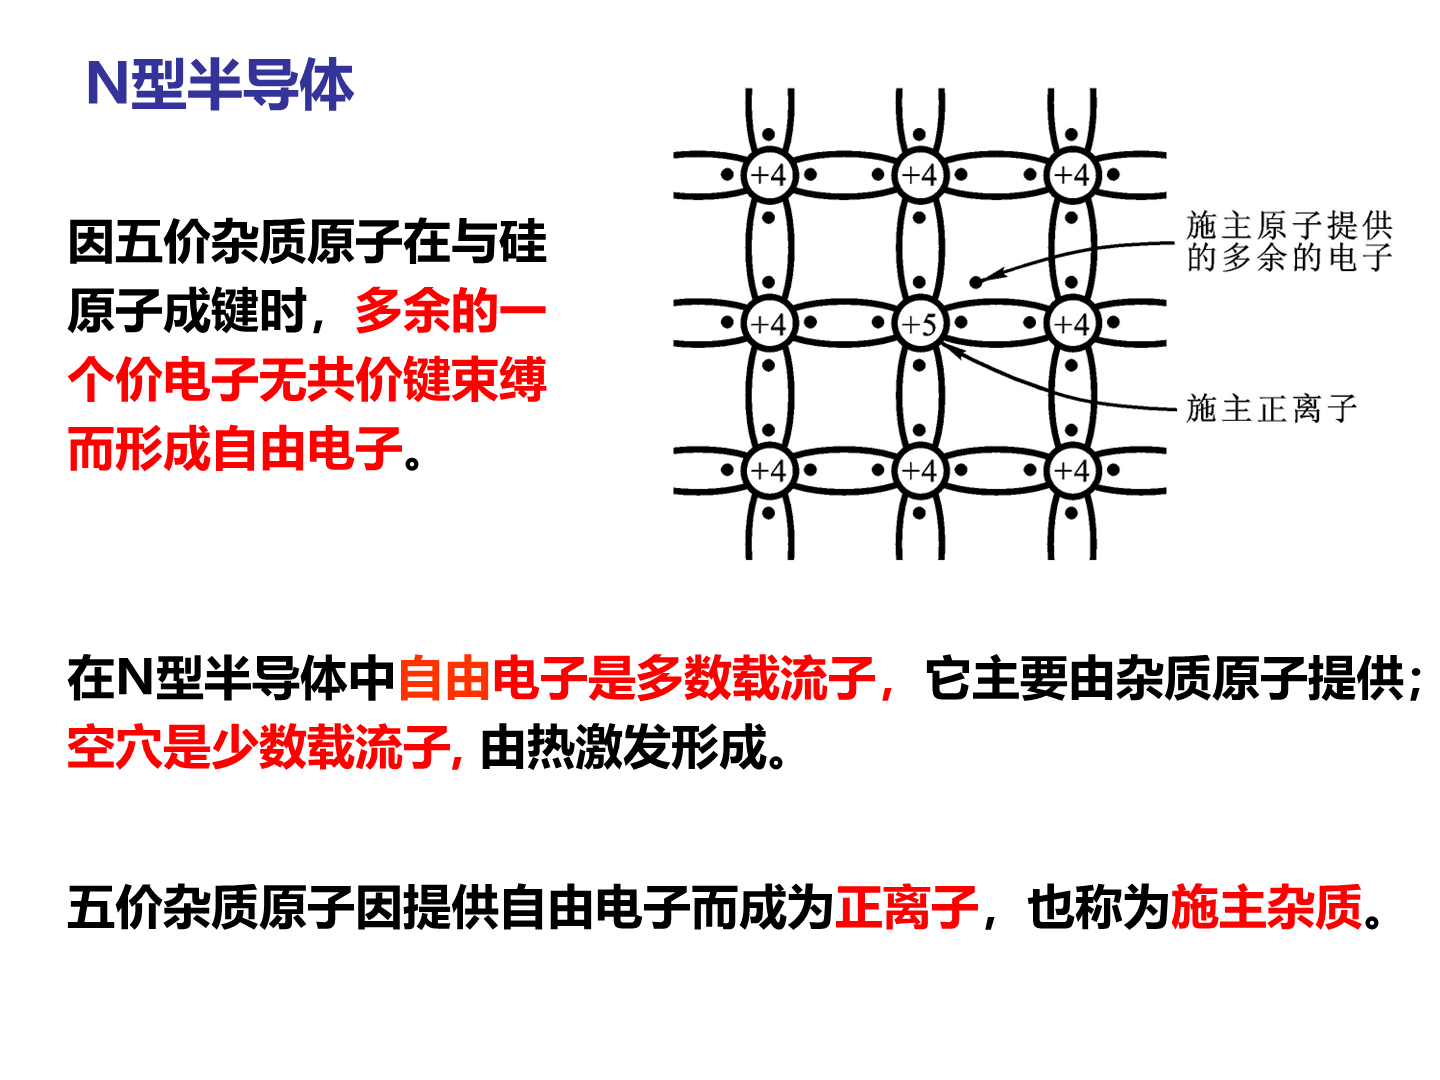 N型半导体
因五价杂质原子在与硅
原子成键时，多余的一
个价电子无共价键束缚
而形成自由电子。
+4 +4 +4
施主原子提供
的多余的电子
+4 +5 +4
施主正离子
+4 +4 +4
在N型半导体中自由电子是多数载流子，它主要由杂质原子提供；
空穴是少数载流子, 由热激发形成。
五价杂质原子因提供自由电子而成为正离子，也称为施主杂质。